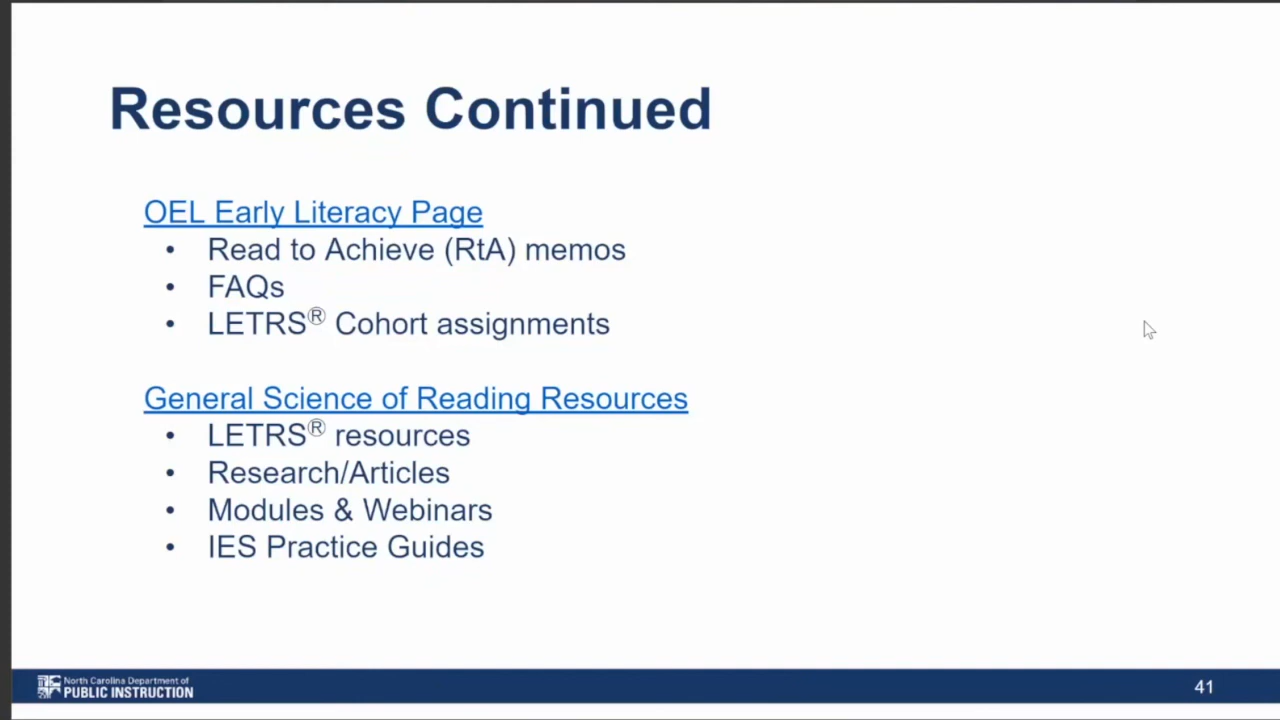 Resources Continued
OEL Early Literacy Page
• Read to Achieve (RtA) memos
• FAQs
• LETRS® Cohort assignments
General Science of Reading Resources
• LETRS® resources
• Research/Articles
• Modules & Webinars
• IES Practice Guides
North Carolina Department of
PUBLIC INSTRUCTION
41